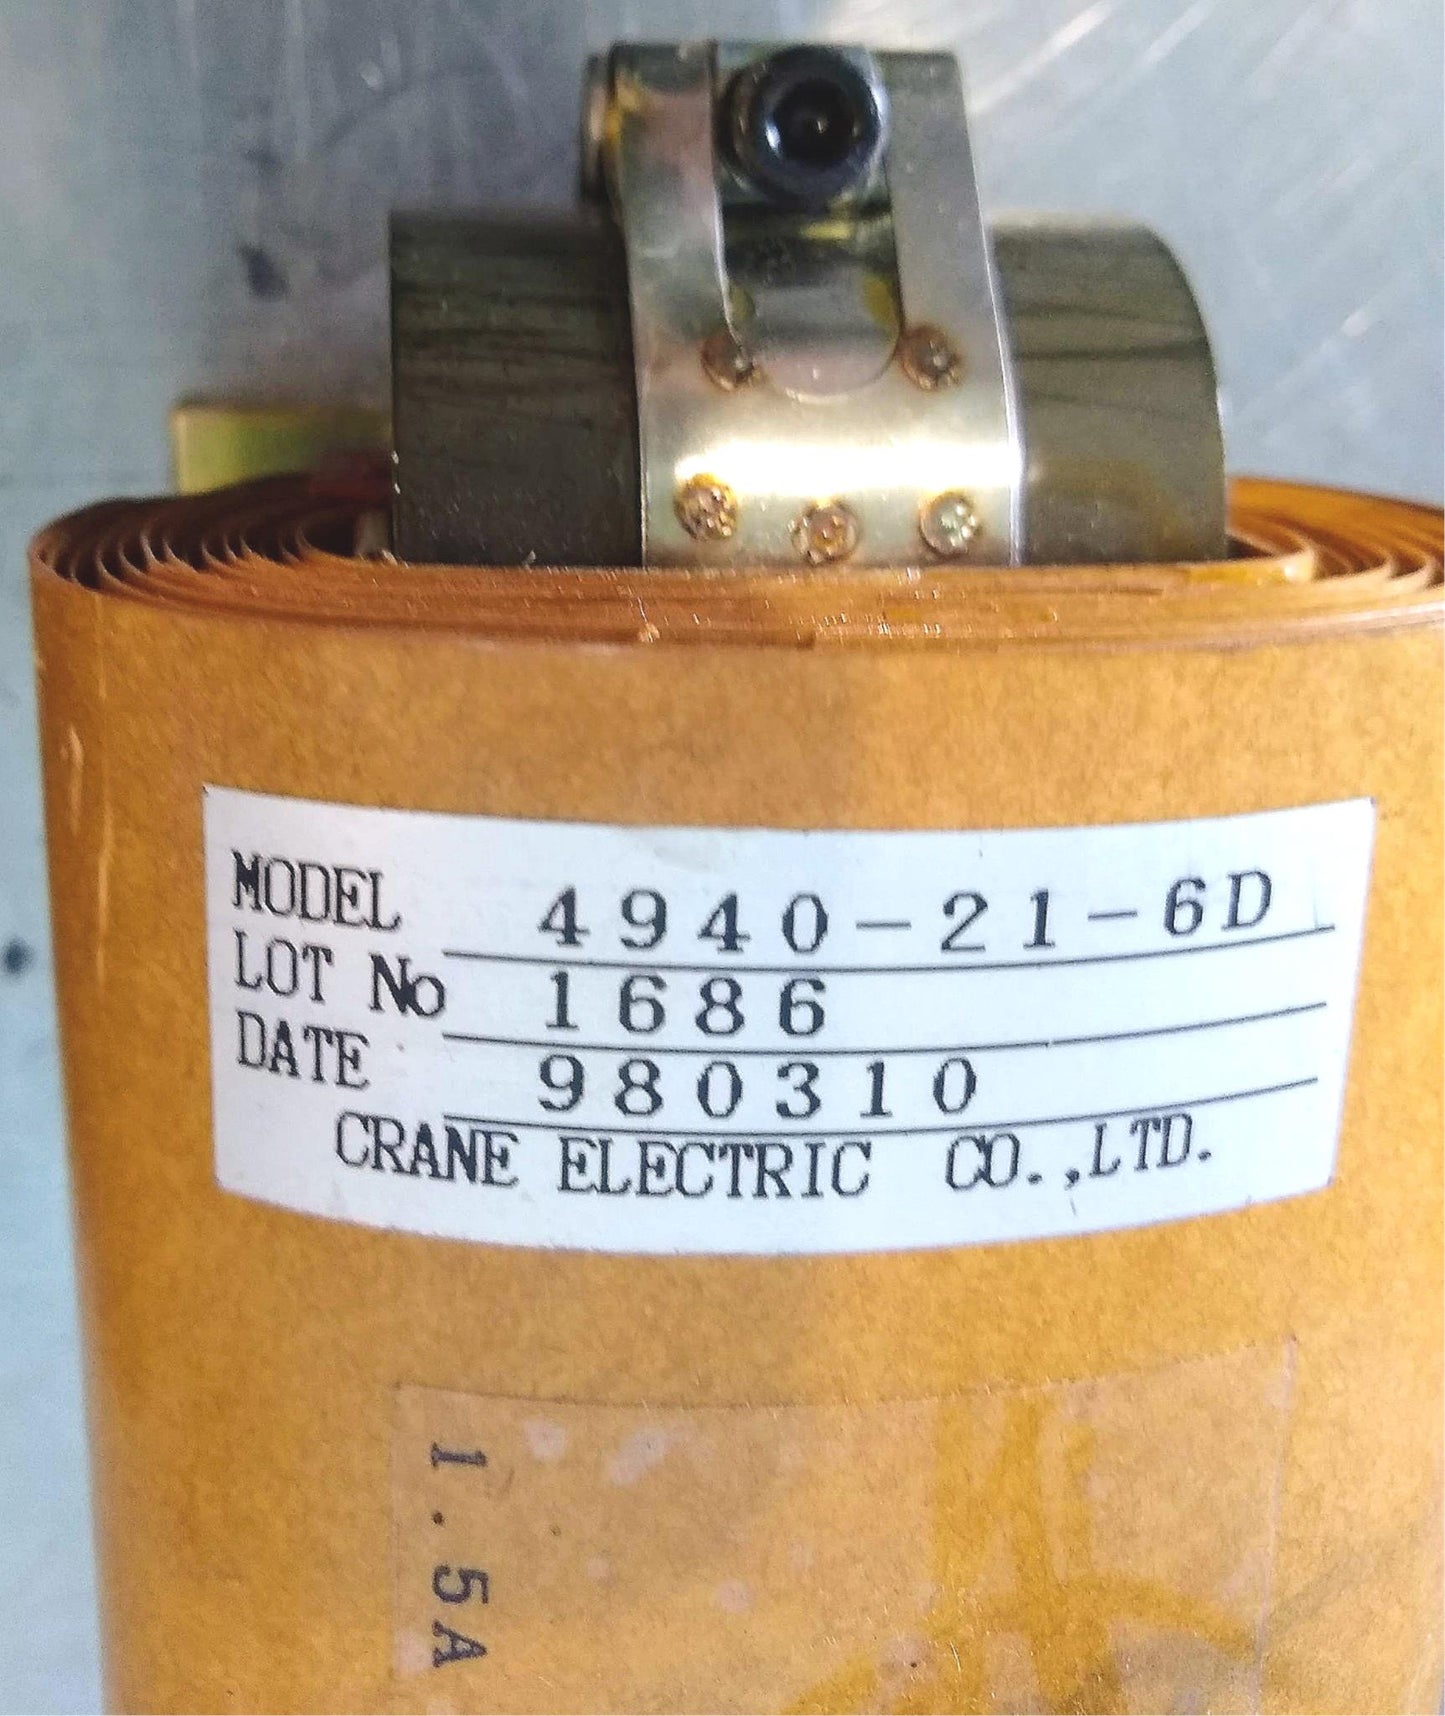 MODEL 4940-21-6D
LOT No 1686
DATE 980310
CRANE ELECTRIC CO.,LTD.
1.5A